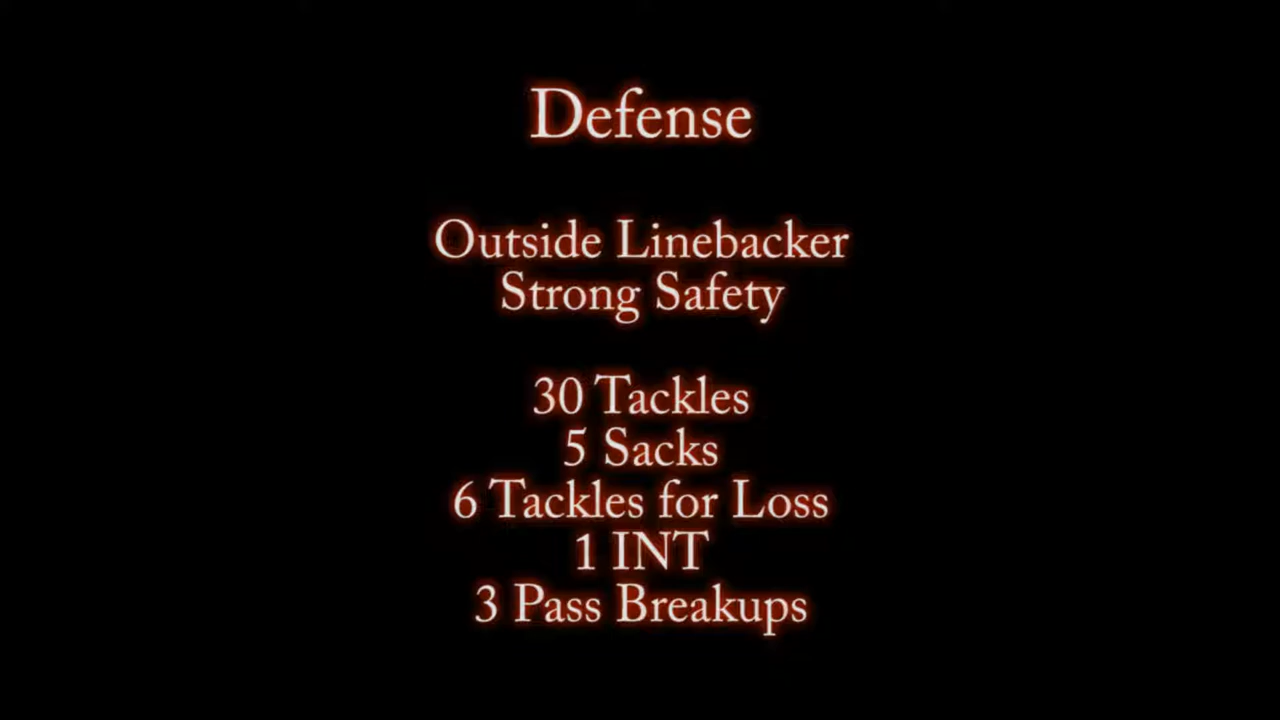 Defense
Outside Linebacker
Strong Safety
30 Tackles
5 Sacks
6 Tackles for Loss
1 INT
3 Pass Breakups